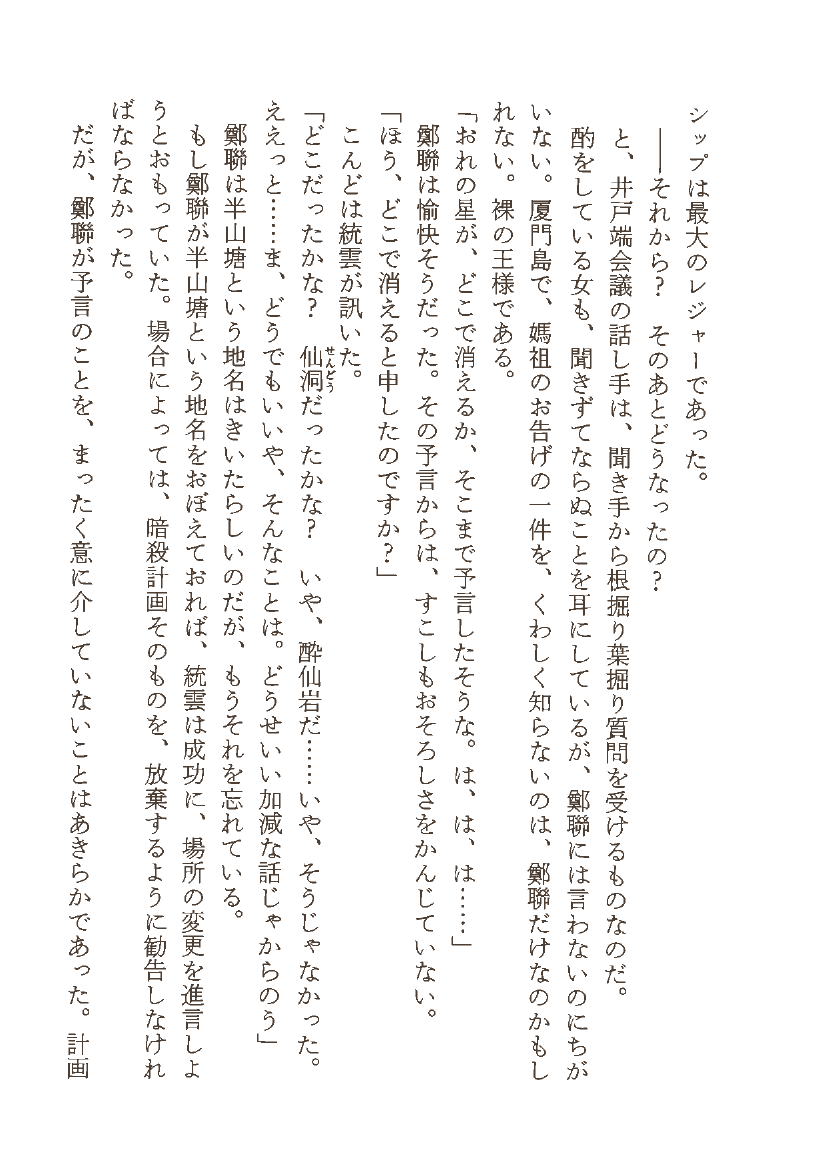 シップは最大のレジャーであった。
――それから？　そのあとどうなったの？
と、井戸端会議の話し手は、聞き手から根掘り葉掘り質問を受けるものなのだ。
酌をしている女も、聞きずてならぬことを耳にしているが、鄭聯には言わないのにちが
いない。厦門島で、媽祖のお告げの一件を、くわしく知らないのは、鄭聯だけなのかもし
れない。裸の王様である。
「おれの星が、どこで消えるか、そこまで予言したそうな。は、は、は……」
鄭聯は愉快そうだった。その予言からは、すこしもおそろしさをかんじていない。
「ほう、どこで消えると申したのですか？」
こんどは統雲が訊いた。
「どこだったかな？　仙洞だったかな？　いや、酔仙岩だ……いや、そうじゃなかった。
ええっと……ま、どうでもいいや、そんなことは。どうせいい加減な話じゃからのう」
鄭聯は半山塘という地名はきいたらしいのだが、もうそれを忘れている。
もし鄭聯が半山塘という地名をおぼえておれば、統雲は成功に、場所の変更を進言しよ
うとおもっていた。場合によっては、暗殺計画そのものを、放棄するように勧告しなけれ
ばならなかった。
だが、鄭聯が予言のことを、まったく意に介していないことはあきらかであった。計画
せんどう